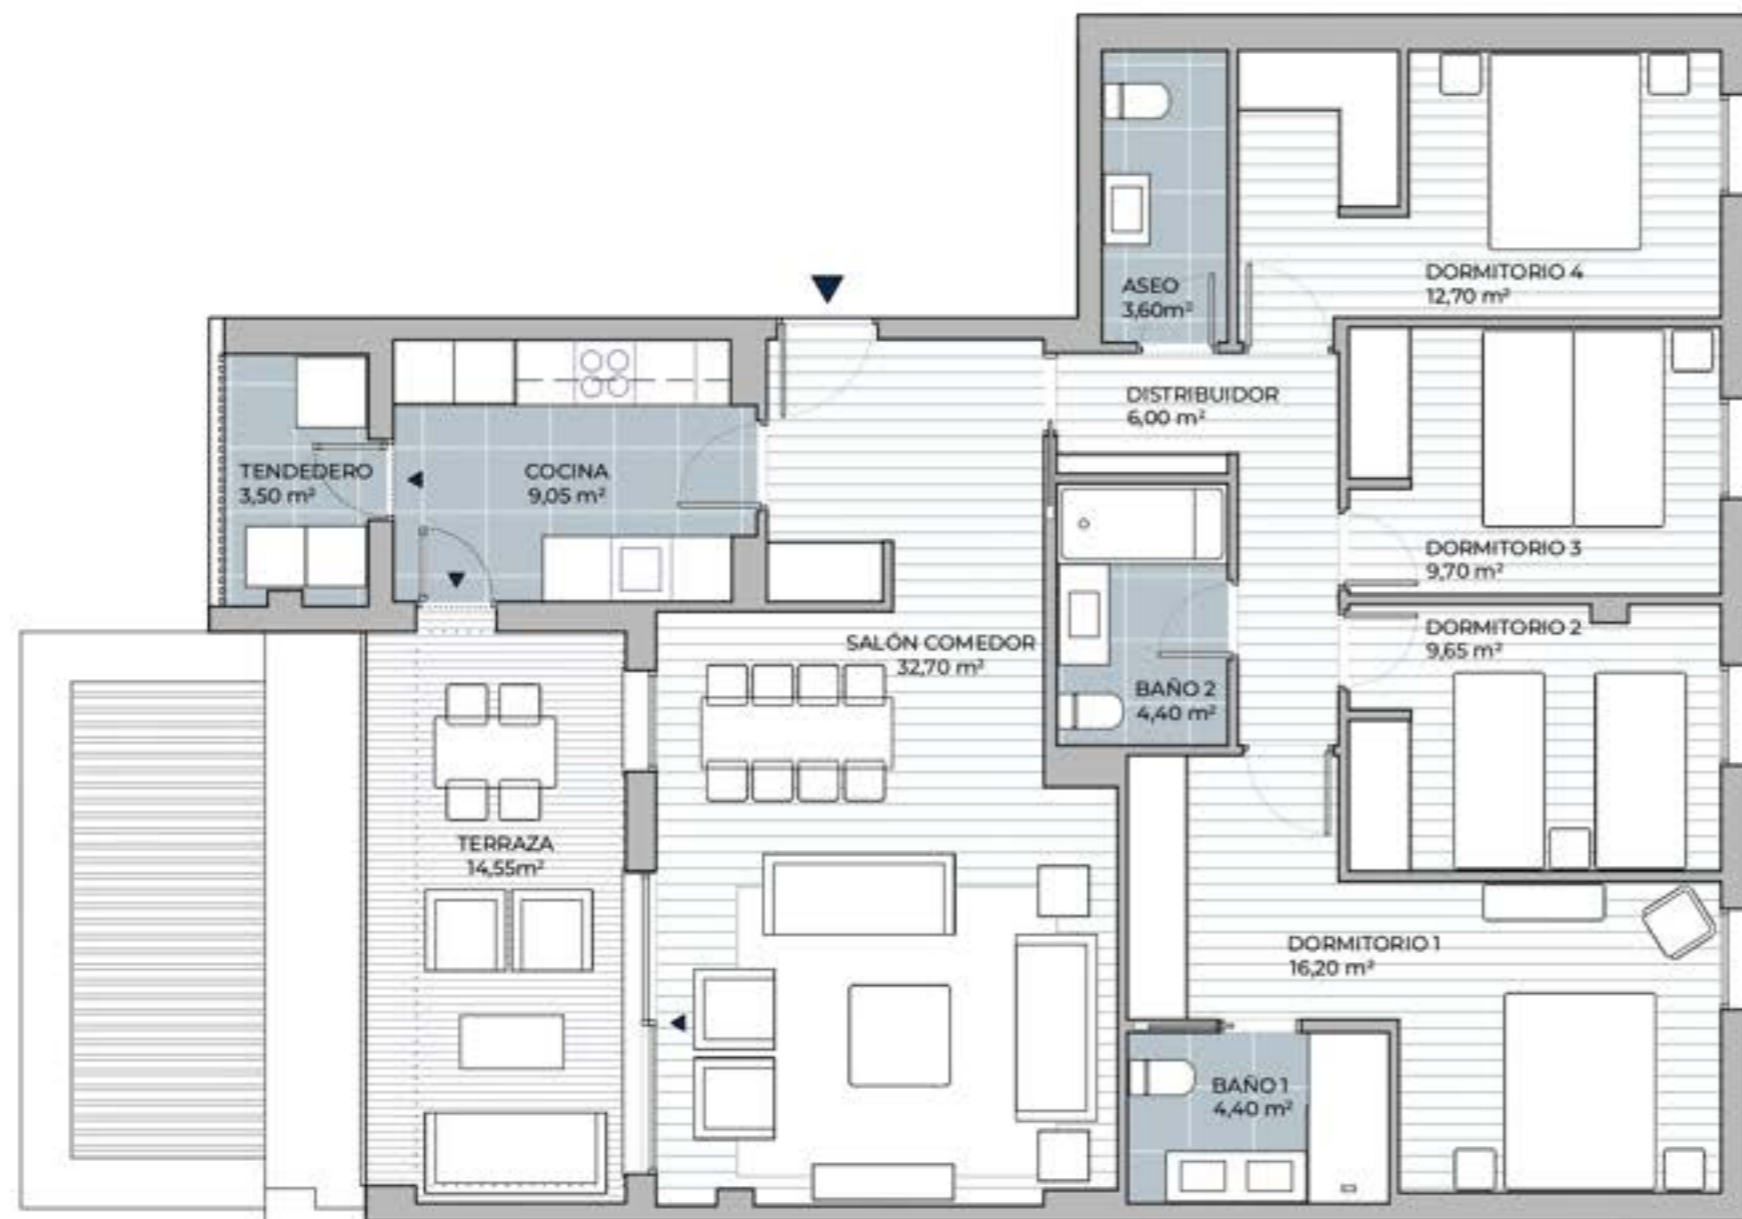 ASEO
3,60m²
DORMITORIO 4
12,70 m²
DISTRIBUIDOR
6,00 m²
TENDEDERO
3,50 m²
COCINA
9,05 m²
DORMITORIO 3
9,70 m²
DORMITORIO 2
9,65 m²
SALÓN COMEDOR
32,70 m²
BAÑO 2
4,40 m²
TERRAZA
14,55m²
DORMITORIO 1
16,20 m²
BAÑO 1
4,40 m²